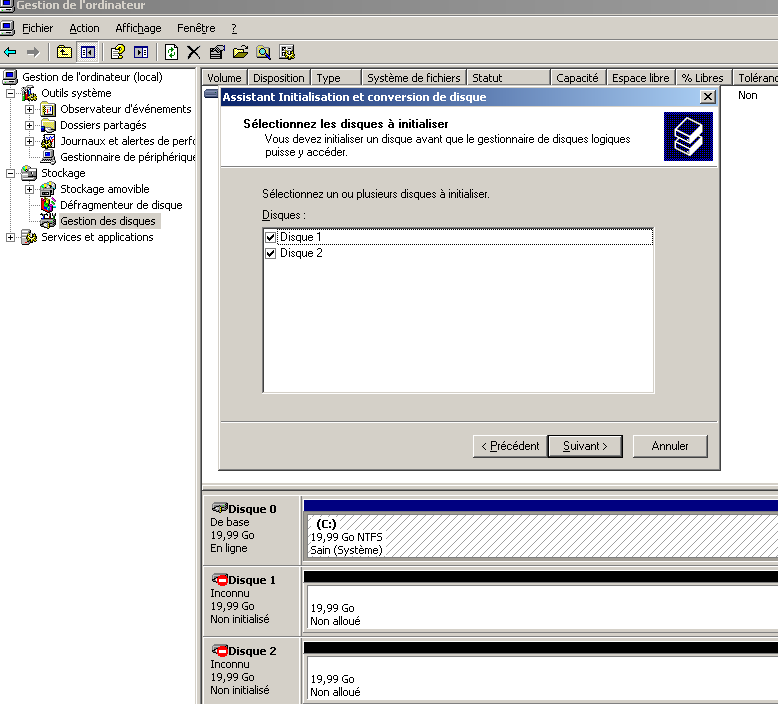 Gestion de l'ordinateur
Fichier Action Affichage Fenêtre ?
Gestion de l'ordinateur (local)
Outils système
Observateur d'événements
Dossiers partagés
Journaux et alertes de perfo
Gestionnaire de périphérique
Stockage
Stockage amovible
Défragmenteur de disque
Gestion des disques
Services et applications
Volume Disposition Type Système de fichiers Statut Capacité Espace libre % Libres Toléranc
Non
Assistant Initialisation et conversion de disque
Sélectionnez les disques à initialiser
Vous devez initialiser un disque avant que le gestionnaire de disques logiques
puisse y accéder.
Sélectionnez un ou plusieurs disques à initialiser.
Disques :
Disque 1
Disque 2
< Précédent Suivant > Annuler
Disque 0
De base
19,99 Go
En ligne
(C:)
19,99 Go NTFS
Sain (Système)
Disque 1
Inconnu
19,99 Go
Non initialisé
19,99 Go
Non alloué
Disque 2
Inconnu
19,99 Go
Non initialisé
19,99 Go
Non alloué